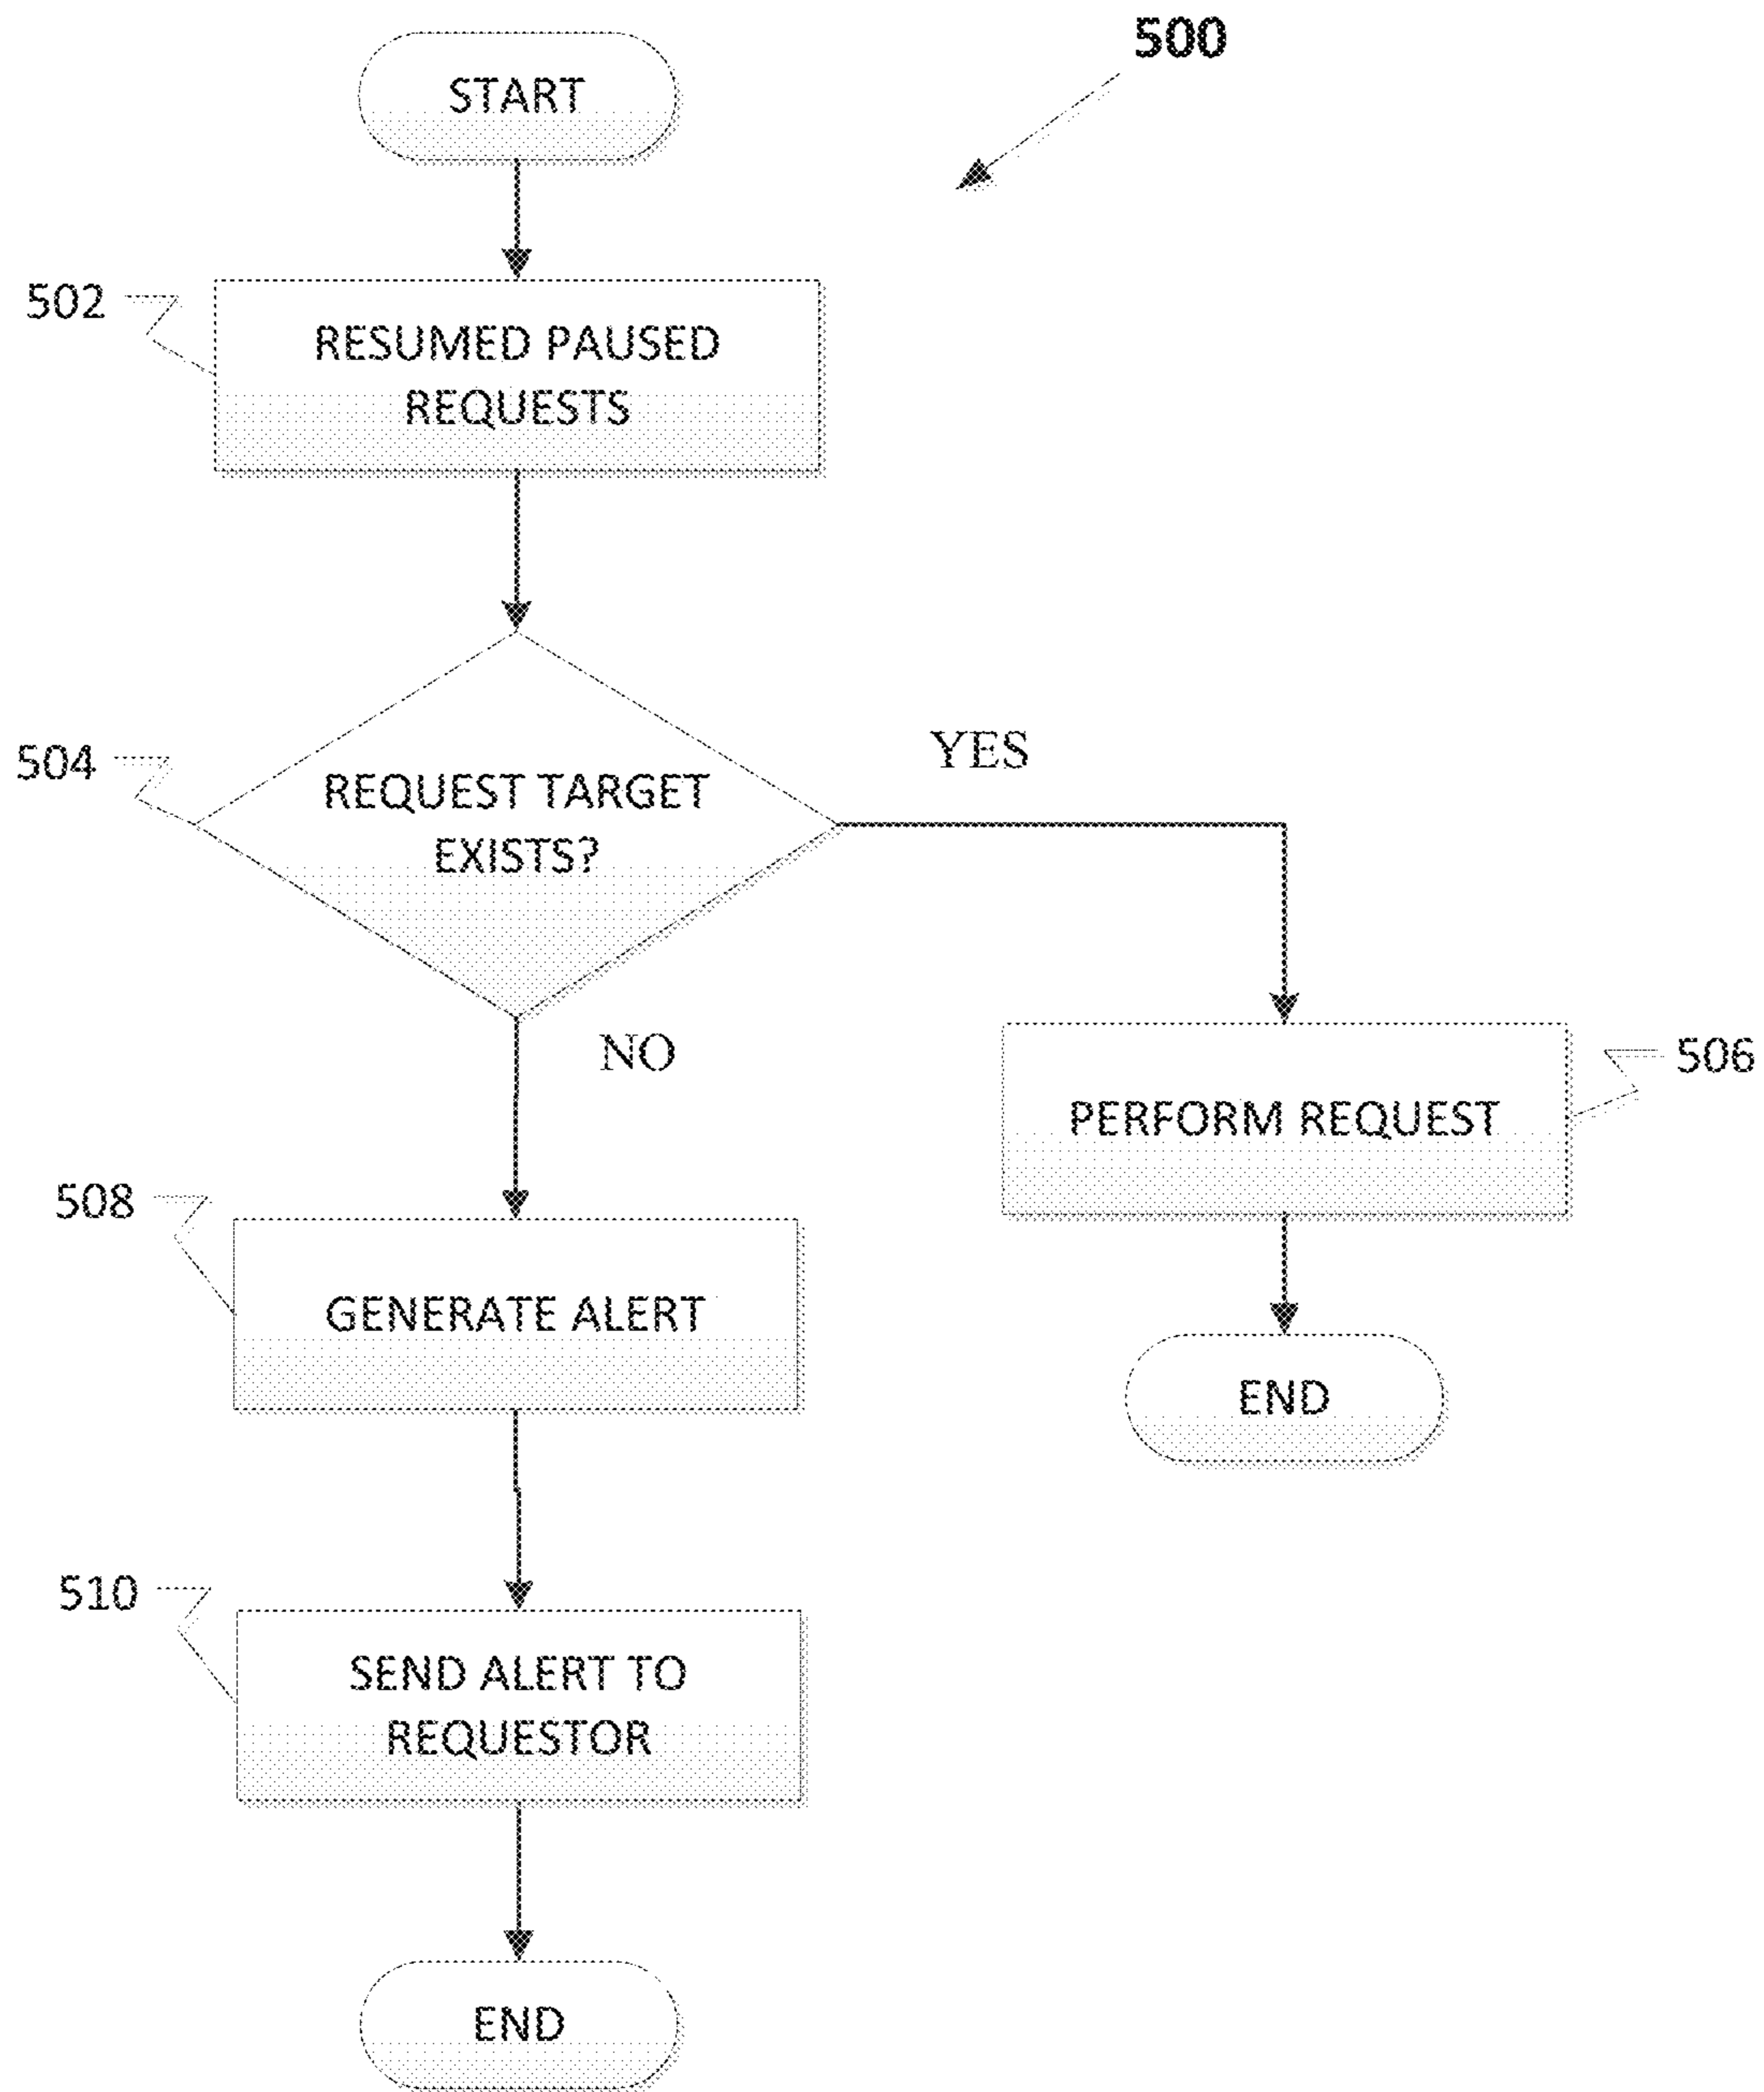 500
START
502
RESUMED PAUSED
REQUESTS
504
REQUEST TARGET
EXISTS?
YES
NO
506
PERFORM REQUEST
508
GENERATE ALERT
END
510
SEND ALERT TO
REQUESTOR
END